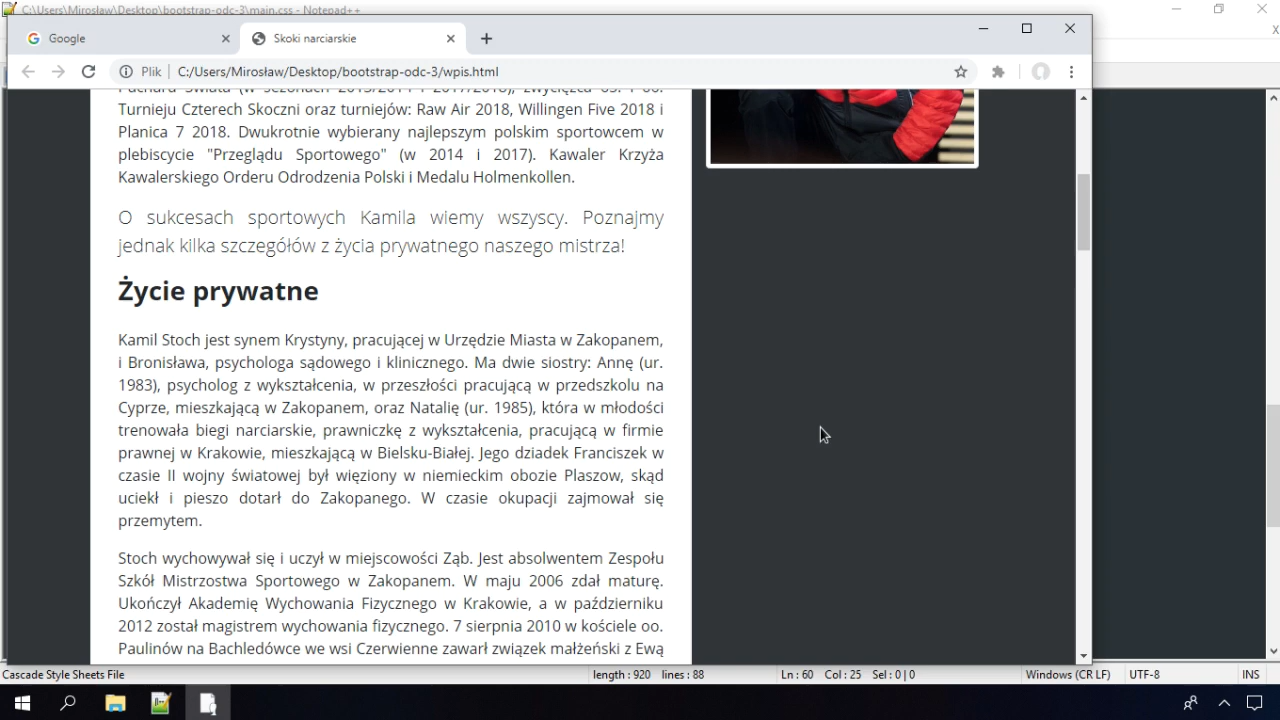 C:\Users\Mirosław\Desktop\bootstrap-odc-3\main.css - Notepad++
Google
Skoki narciarskie
Plik
C:/Users/Mirosław/Desktop/bootstrap-odc-3/wpis.html
Turnieju Czterech Skoczni oraz turniejów: Raw Air 2018, Willingen Five 2018 i
Planica 7 2018. Dwukrotnie wybierany najlepszym polskim sportowcem w
plebiscycie "Przeglądu Sportowego" (w 2014 i 2017). Kawaler Krzyża
Kawalerskiego Orderu Odrodzenia Polski i Medalu Holmenkollen.
O sukcesach sportowych Kamila wiemy wszyscy. Poznajmy
jednak kilka szczegółów z życia prywatnego naszego mistrza!
Życie prywatne
Kamil Stoch jest synem Krystyny, pracującej w Urzędzie Miasta w Zakopanem,
i Bronisława, psychologa sądowego i klinicznego. Ma dwie siostry: Annę (ur.
1983), psycholog z wykształcenia, w przeszłości pracującą w przedszkolu na
Cyprze, mieszkającą w Zakopanem, oraz Natalię (ur. 1985), która w młodości
trenowała biegi narciarskie, prawniczkę z wykształcenia, pracującą w firmie
prawnej w Krakowie, mieszkającą w Bielsku-Białej. Jego dziadek Franciszek w
czasie II wojny światowej był więziony w niemieckim obozie Plaszow, skąd
uciekł i pieszo dotarł do Zakopanego. W czasie okupacji zajmował się
przemytem.
Stoch wychowywał się i uczył w miejscowości Ząb. Jest absolwentem Zespołu
Szkół Mistrzostwa Sportowego w Zakopanem. W maju 2006 zdał maturę.
Ukończył Akademię Wychowania Fizycznego w Krakowie, a w październiku
2012 został magistrem wychowania fizycznego. 7 sierpnia 2010 w kościele oo.
Paulinów na Bachledówce we wsi Czerwienne zawarł związek małżeński z Ewą
Cascade Style Sheets File
length : 920 lines : 88
Ln : 60 Col : 25 Sel : 0 | 0
Windows (CR LF)
UTF-8
INS